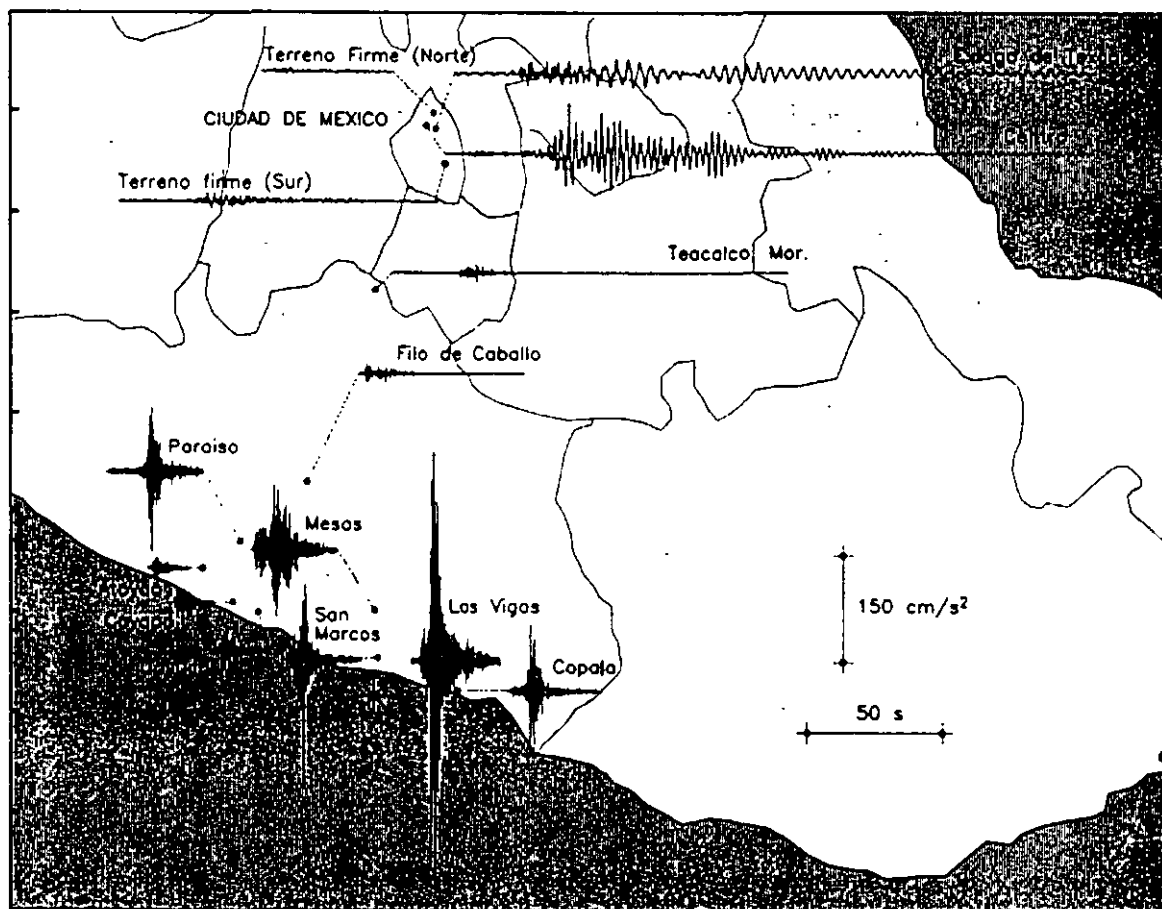 Terreno Firme (Norte)
CIUDAD DE MEXICO
Terreno firme (Sur)
Teacalco Mor.
Filo de Caballo
Paraiso
Mesas
San
Marcos
Las Vigas
Copala
150 cm/s²
50 s